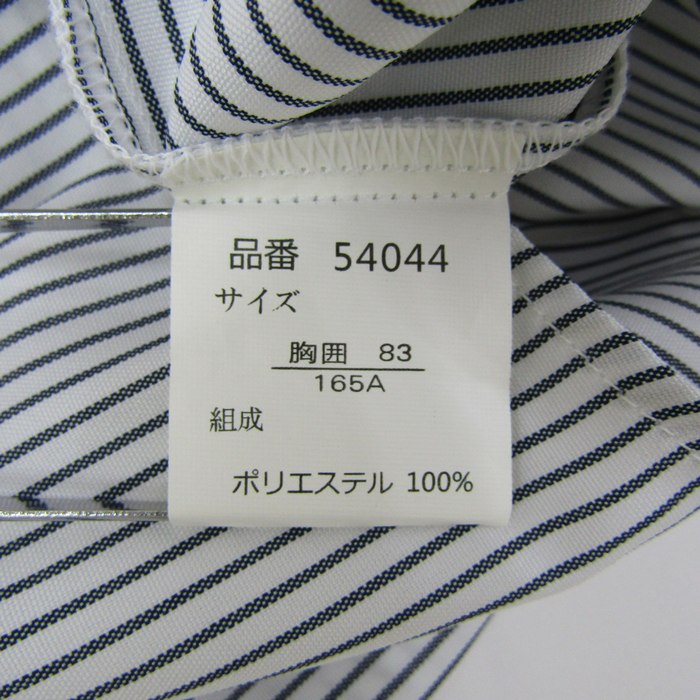 品番 54044
サイズ
胸囲 83
165A
組成
ポリエステル 100%